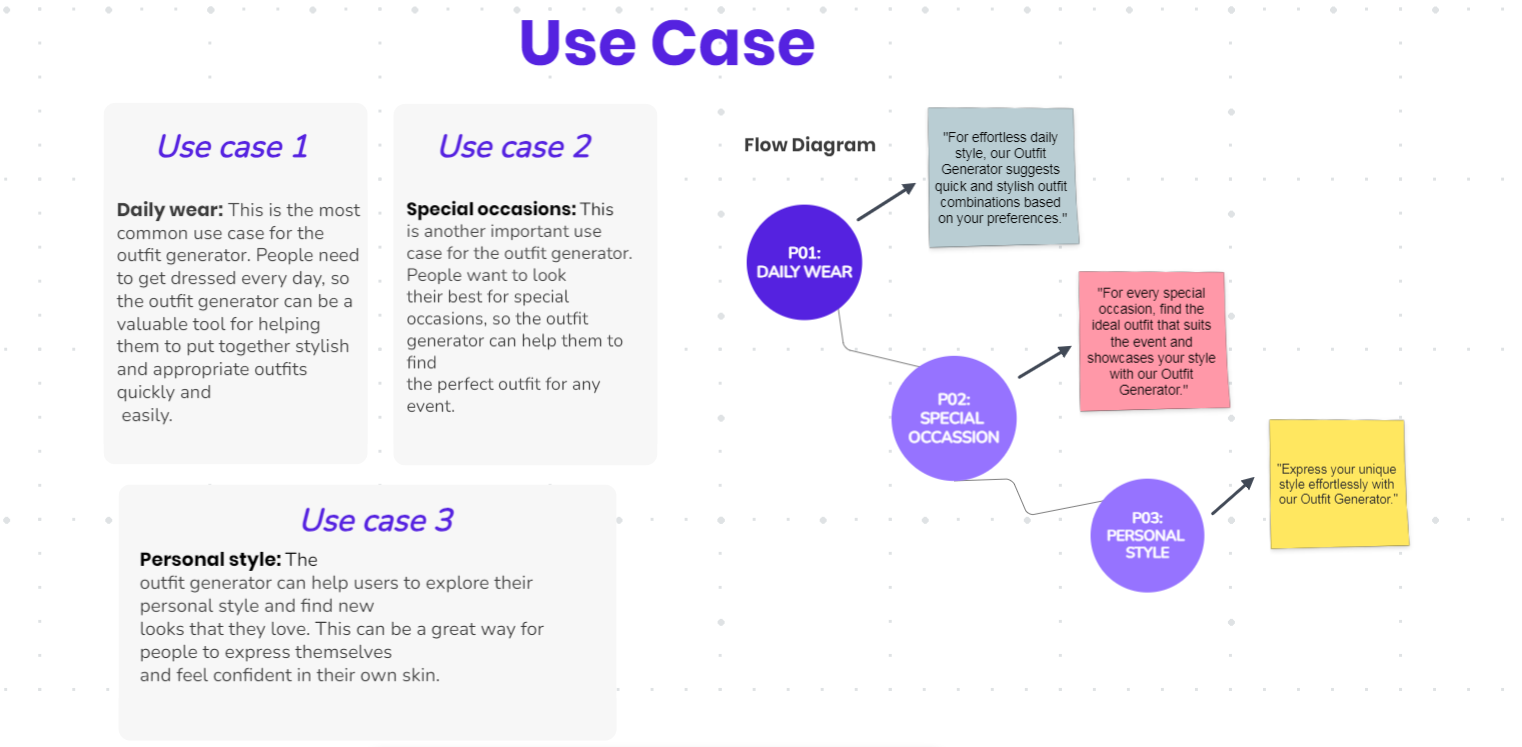 Use Case
Use case 1
Daily wear: This is the most
common use case for the
outfit generator. People need
to get dressed every day, so
the outfit generator can be a
valuable tool for helping
them to put together stylish
and appropriate outfits
quickly and
easily.
Use case 2
Special occasions: This
is another important use
case for the outfit generator.
People want to look
their best for special
occasions, so the outfit
generator can help them to
find
the perfect outfit for any
event.
Use case 3
Personal style: The
outfit generator can help users to explore their
personal style and find new
looks that they love. This can be a great way for
people to express themselves
and feel confident in their own skin.
Flow Diagram
P01:
DAILY WEAR
"For effortless daily
style, our Outfit
Generator suggests
quick and stylish outfit
combinations based
on your preferences."
P02:
SPECIAL
OCCASSION
"For every special
occasion, find the
ideal outfit that suits
the event and
showcases your style
with our Outfit
Generator."
P03:
PERSONAL
STYLE
"Express your unique
style effortlessly with
our Outfit Generator."